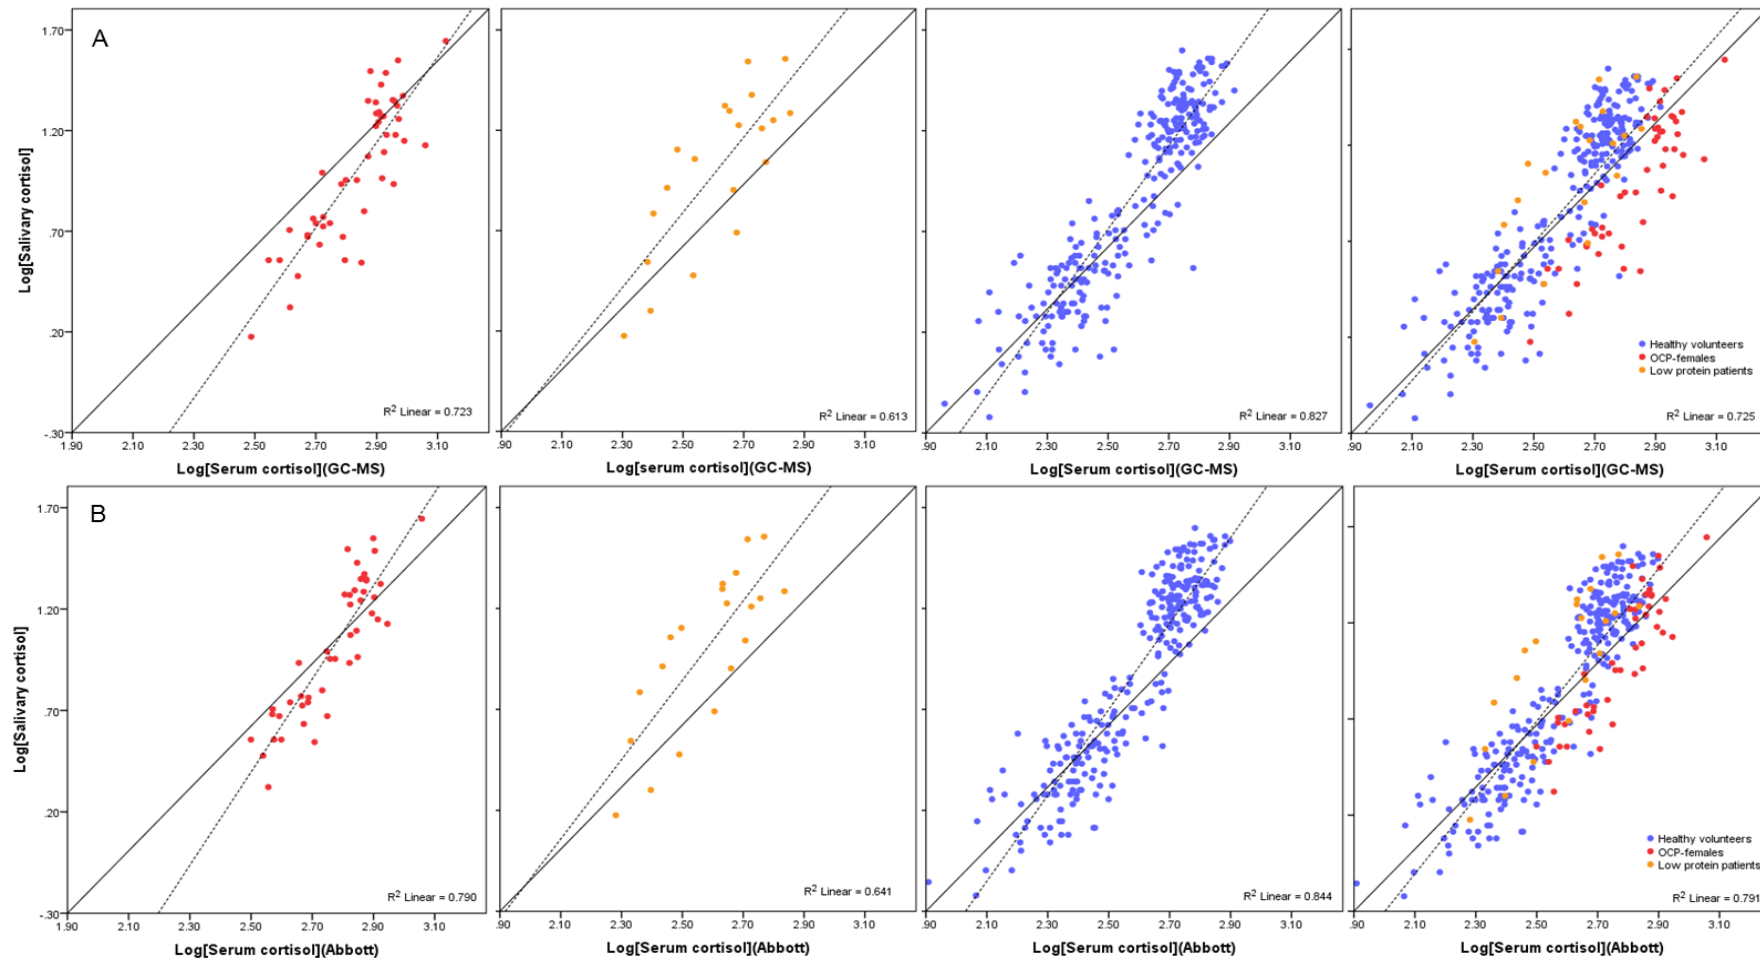 A
1.70
1.20
.70
.20
-.30
Log[Salivary cortisol]
R2 Linear = 0.723
R2 Linear = 0.613
R2 Linear = 0.827
Healthy volunteers
OCP-females
Low protein patients
R2 Linear = 0.725
1.90 2.10 2.30 2.50 2.70 2.90 3.10
.90 2.10 2.30 2.50 2.70 2.90 3.10
.90 2.10 2.30 2.50 2.70 2.90 3.10
.90 2.10 2.30 2.50 2.70 2.90 3.10
Log[Serum cortisol](GC-MS)
Log[serum cortisol](GC-MS)
Log[Serum cortisol](GC-MS)
Log[Serum cortisol](GC-MS)
B
1.70
1.20
.70
.20
-.30
Log[Salivary cortisol]
R2 Linear = 0.790
R2 Linear = 0.641
R2 Linear = 0.844
Healthy volunteers
OCP-females
Low protein patients
R2 Linear = 0.791
1.90 2.10 2.30 2.50 2.70 2.90 3.10
.90 2.10 2.30 2.50 2.70 2.90 3.10
.90 2.10 2.30 2.50 2.70 2.90 3.10
1.90 2.10 2.30 2.50 2.70 2.90 3.10
Log[Serum cortisol](Abbott)
Log[Serum cortisol](Abbott)
Log[Serum cortisol](Abbott)
Log[Serum cortisol](Abbott)